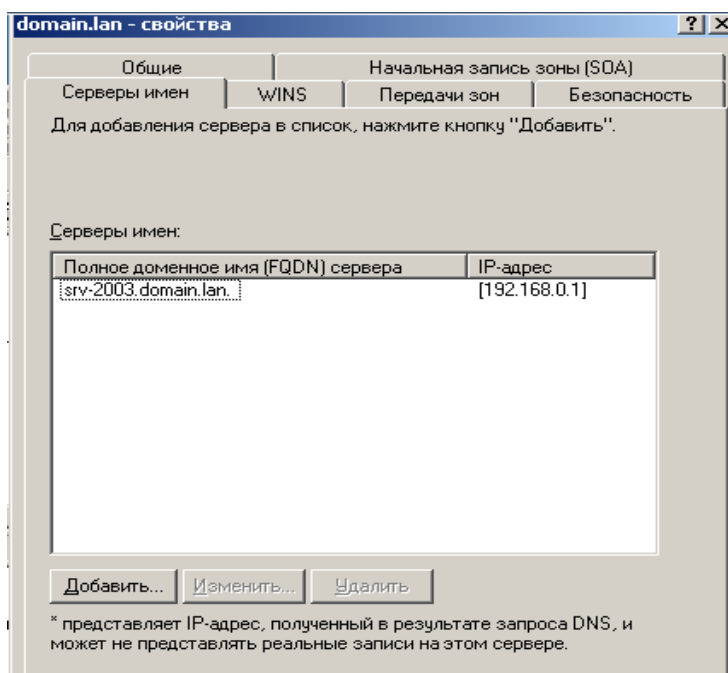 domain.lan - свойства
Общие
Начальная запись зоны (SOA)
Серверы имен
WINS
Передачи зон
Безопасность
Для добавления сервера в список, нажмите кнопку "Добавить".
Серверы имен:
Полное доменное имя (FQDN) сервера
IP-адрес
srv-2003.domain.lan.
[192.168.0.1]
Добавить...
Изменить...
Удалить
* представляет IP-адрес, полученный в результате запроса DNS, и
может не представлять реальные записи на этом сервере.